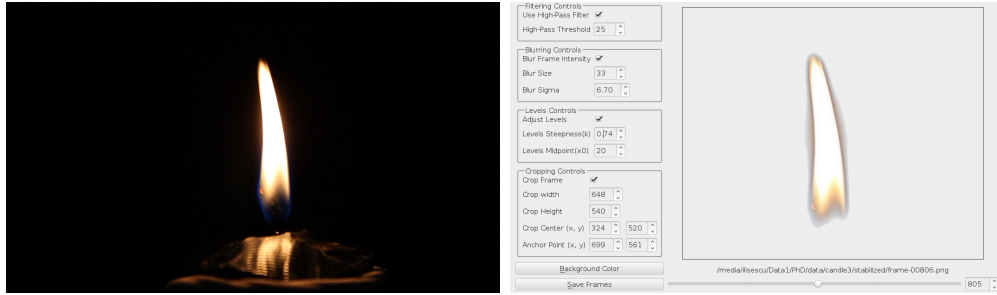 Filtering Controls
Use High-Pass Filter
High-Pass Threshold 25
Blurring Controls
Blur Frame Intensity
Blur Size 33
Blur Sigma 6.70
Levels Controls
Adjust Levels
Levels Steepness(k) 0.74
Levels Midpoint(x0) 20
Cropping Controls
Crop Frame
Crop width 648
Crop Height 540
Crop Center (x, y) 324 520
Anchor Point (x, y) 699 561
Background Color
Save Frames
/media/ilisescu/Data1/PhD/data/candle3/stabilized/frame-00806.png
805